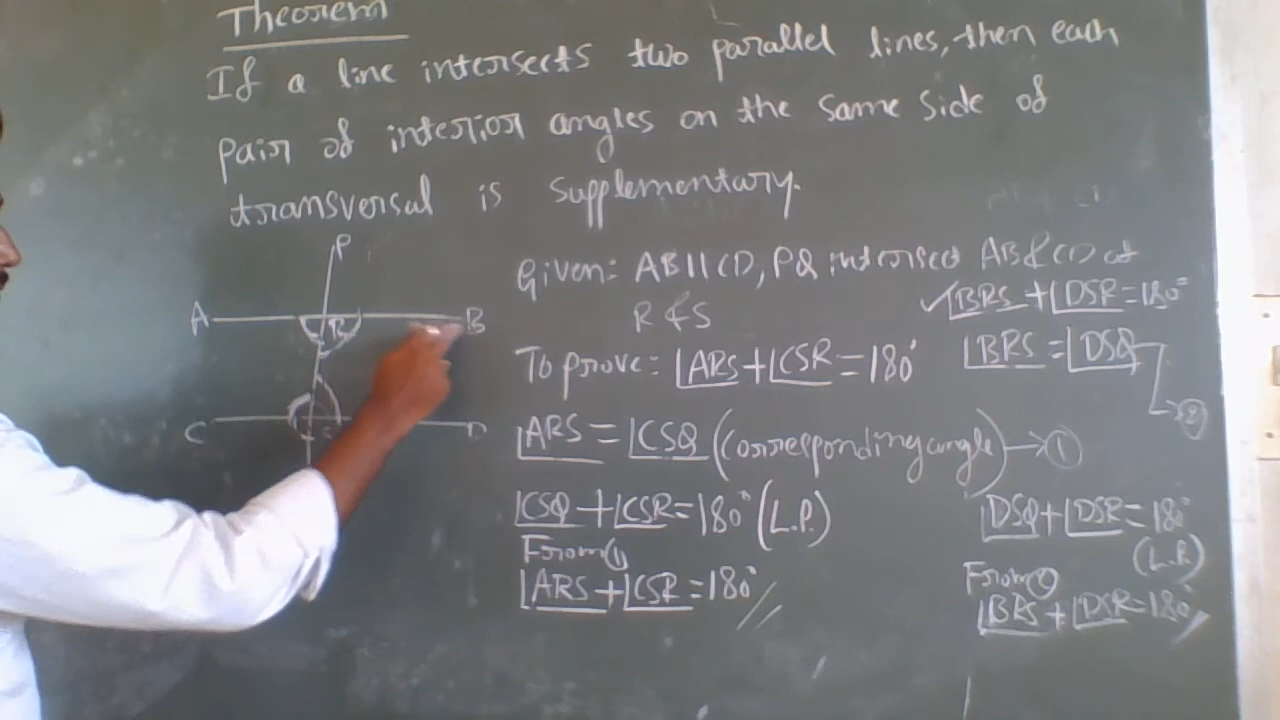 Theorem
If a line intersects two parallel lines, then each
pair of interior angles on the same side of
transversal is supplementary.
P
A R B
C
Given: AB||CD, PQ intersect AB & CD at
R & S
To prove: ∠ARS + ∠CSR = 180°
∠ARS = ∠CSQ (corresponding angle) → ①
∠CSQ + ∠CSR = 180° (L.P.)
From ①
∠ARS + ∠CSR = 180° //
✓ ∠BRS + ∠DSR = 180°
∠BRS = ∠DSQ → ②
∠DSQ + ∠DSR = 180°
(L.P.)
From
∠BRS + ∠DSR = 180°